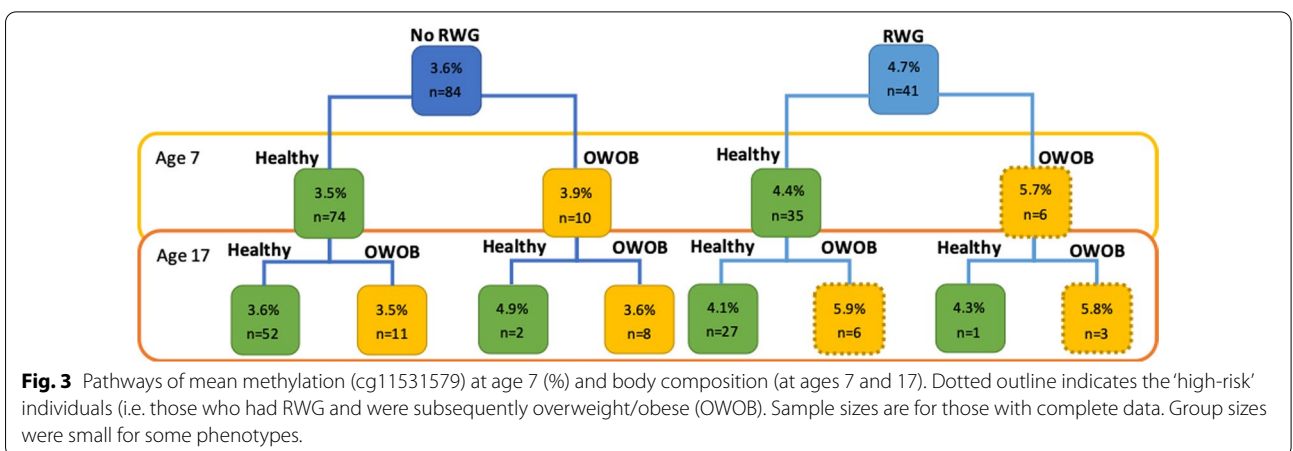 No RWG
RWG
3.6%
n=84
4.7%
n=41
Age 7
Healthy
OWOB
Healthy
OWOB
3.5%
n=74
3.9%
n=10
4.4%
n=35
5.7%
n=6
Age 17
Healthy
OWOB
Healthy
OWOB
Healthy
OWOB
Healthy
OWOB
3.6%
n=52
3.5%
n=11
4.9%
n=2
3.6%
n=8
4.1%
n=27
5.9%
n=6
4.3%
n=1
5.8%
n=3
Fig. 3 Pathways of mean methylation (cg11531579) at age 7 (%) and body composition (at ages 7 and 17). Dotted outline indicates the ‘high-risk’
individuals (i.e. those who had RWG and were subsequently overweight/obese (OWOB). Sample sizes are for those with complete data. Group sizes
were small for some phenotypes.